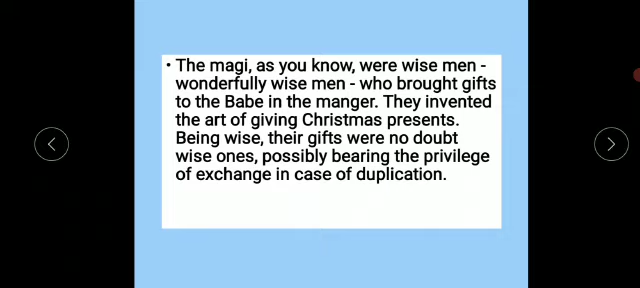 • The magi, as you know, were wise men -
wonderfully wise men - who brought gifts
to the Babe in the manger. They invented
the art of giving Christmas presents.
Being wise, their gifts were no doubt
wise ones, possibly bearing the privilege
of exchange in case of duplication.